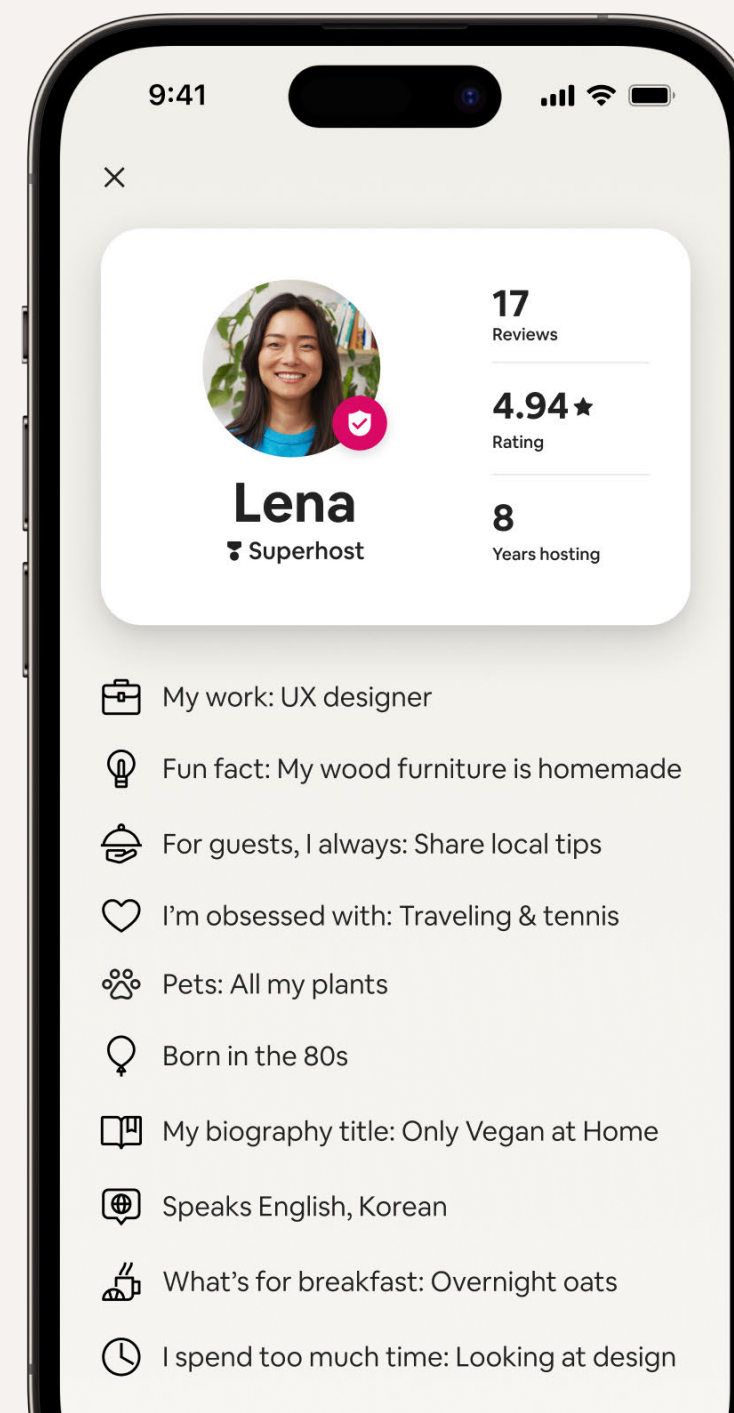 9:41
17
Reviews
4.94★
Rating
Lena
Superhost
8
Years hosting
My work: UX designer
Fun fact: My wood furniture is homemade
For guests, I always: Share local tips
I'm obsessed with: Traveling & tennis
Pets: All my plants
Born in the 80s
My biography title: Only Vegan at Home
Speaks English, Korean
What's for breakfast: Overnight oats
I spend too much time: Looking at design